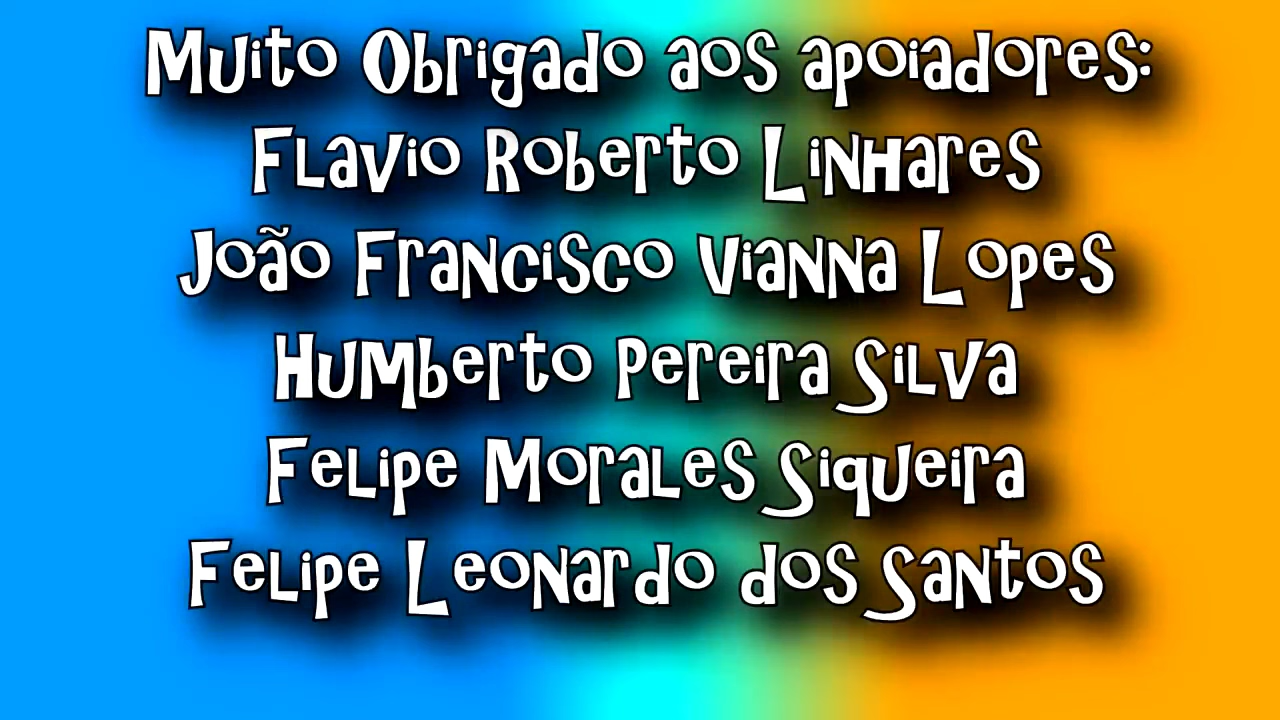 Muito Obrigado aos apoiadores:
Flavio Roberto Linhares
João Francisco Vianna Lopes
Humberto Pereira Silva
Felipe Morales Siqueira
Felipe Leonardo dos Santos